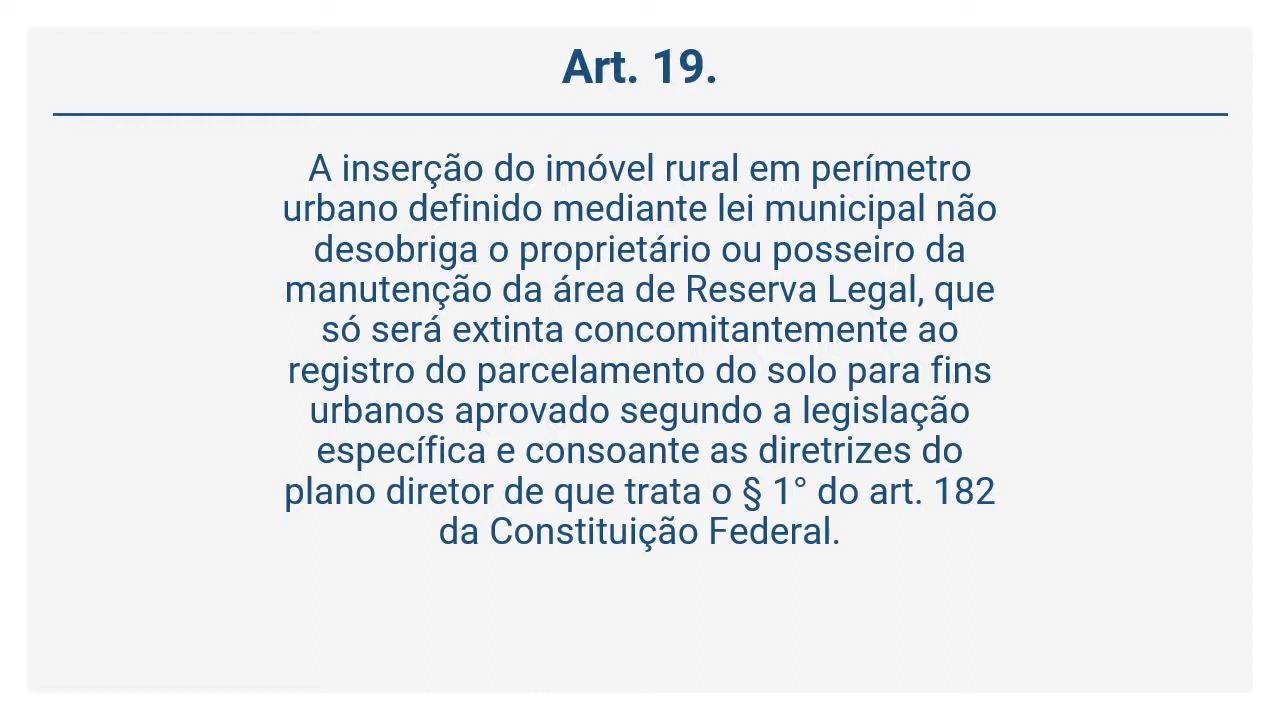 Art. 19.
A inserção do imóvel rural em perímetro
urbano definido mediante lei municipal não
desobriga o proprietário ou posseiro da
manutenção da área de Reserva Legal, que
só será extinta concomitantemente ao
registro do parcelamento do solo para fins
urbanos aprovado segundo a legislação
específica e consoante as diretrizes do
plano diretor de que trata o § 1° do art. 182
da Constituição Federal.